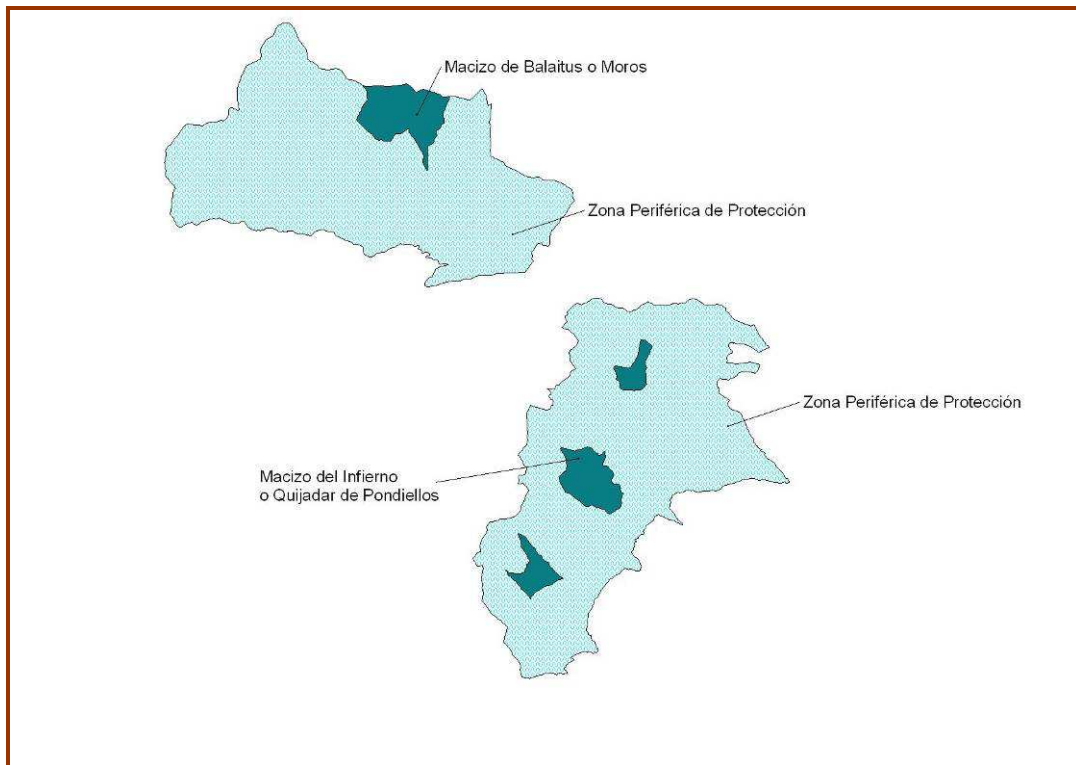 Macizo de Balaitus o Moros
Zona Periférica de Protección
Zona Periférica de Protección
Macizo del Infierno
o Quijadar de Pondiellos